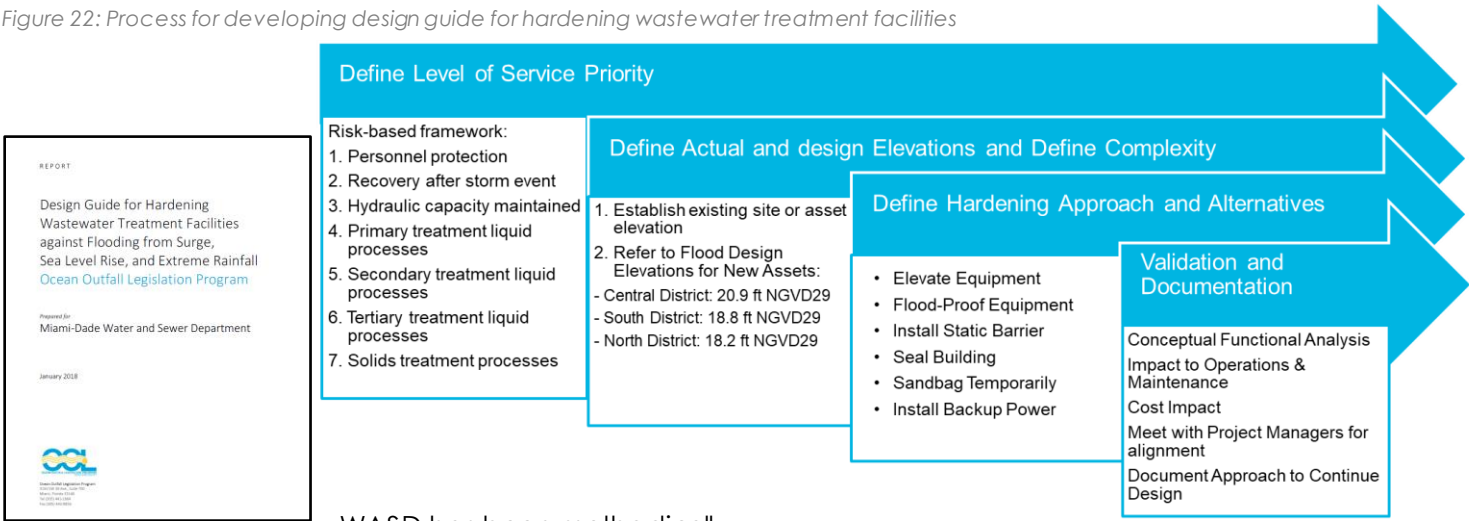 Figure 22: Process for developing design guide for hardening wastewater treatment facilities
REPORT
Design Guide for Hardening
Wastewater Treatment Facilities
against Flooding from Surge,
Sea Level Rise, and Extreme Rainfall
Ocean Outfall Legislation Program
Prepared for
Miami-Dade Water and Sewer Department
January 2018
OOL
Ocean Outfall Legislation Program
Define Level of Service Priority
Risk-based framework:
1. Personnel protection
2. Recovery after storm event
3. Hydraulic capacity maintained
4. Primary treatment liquid
processes
5. Secondary treatment liquid
processes
6. Tertiary treatment liquid
processes
7. Solids treatment processes
Define Actual and design Elevations and Define Complexity
1. Establish existing site or asset
elevation
2. Refer to Flood Design
Elevations for New Assets:
- Central District: 20.9 ft NGVD29
- South District: 18.8 ft NGVD29
- North District: 18.2 ft NGVD29
Define Hardening Approach and Alternatives
• Elevate Equipment
• Flood-Proof Equipment
• Install Static Barrier
• Seal Building
• Sandbag Temporarily
• Install Backup Power
Validation and
Documentation
Conceptual Functional Analysis
Impact to Operations &
Maintenance
Cost Impact
Meet with Project Managers for
alignment
Document Approach to Continue
Design